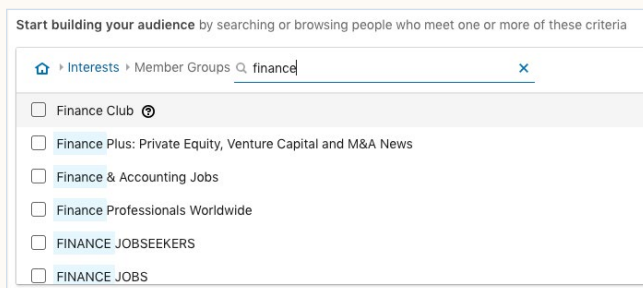 Start building your audience by searching or browsing people who meet one or more of these criteria
Interests Member Groups finance
Finance Club
Finance Plus: Private Equity, Venture Capital and M&A News
Finance & Accounting Jobs
Finance Professionals Worldwide
FINANCE JOBSEEKERS
FINANCE JOBS